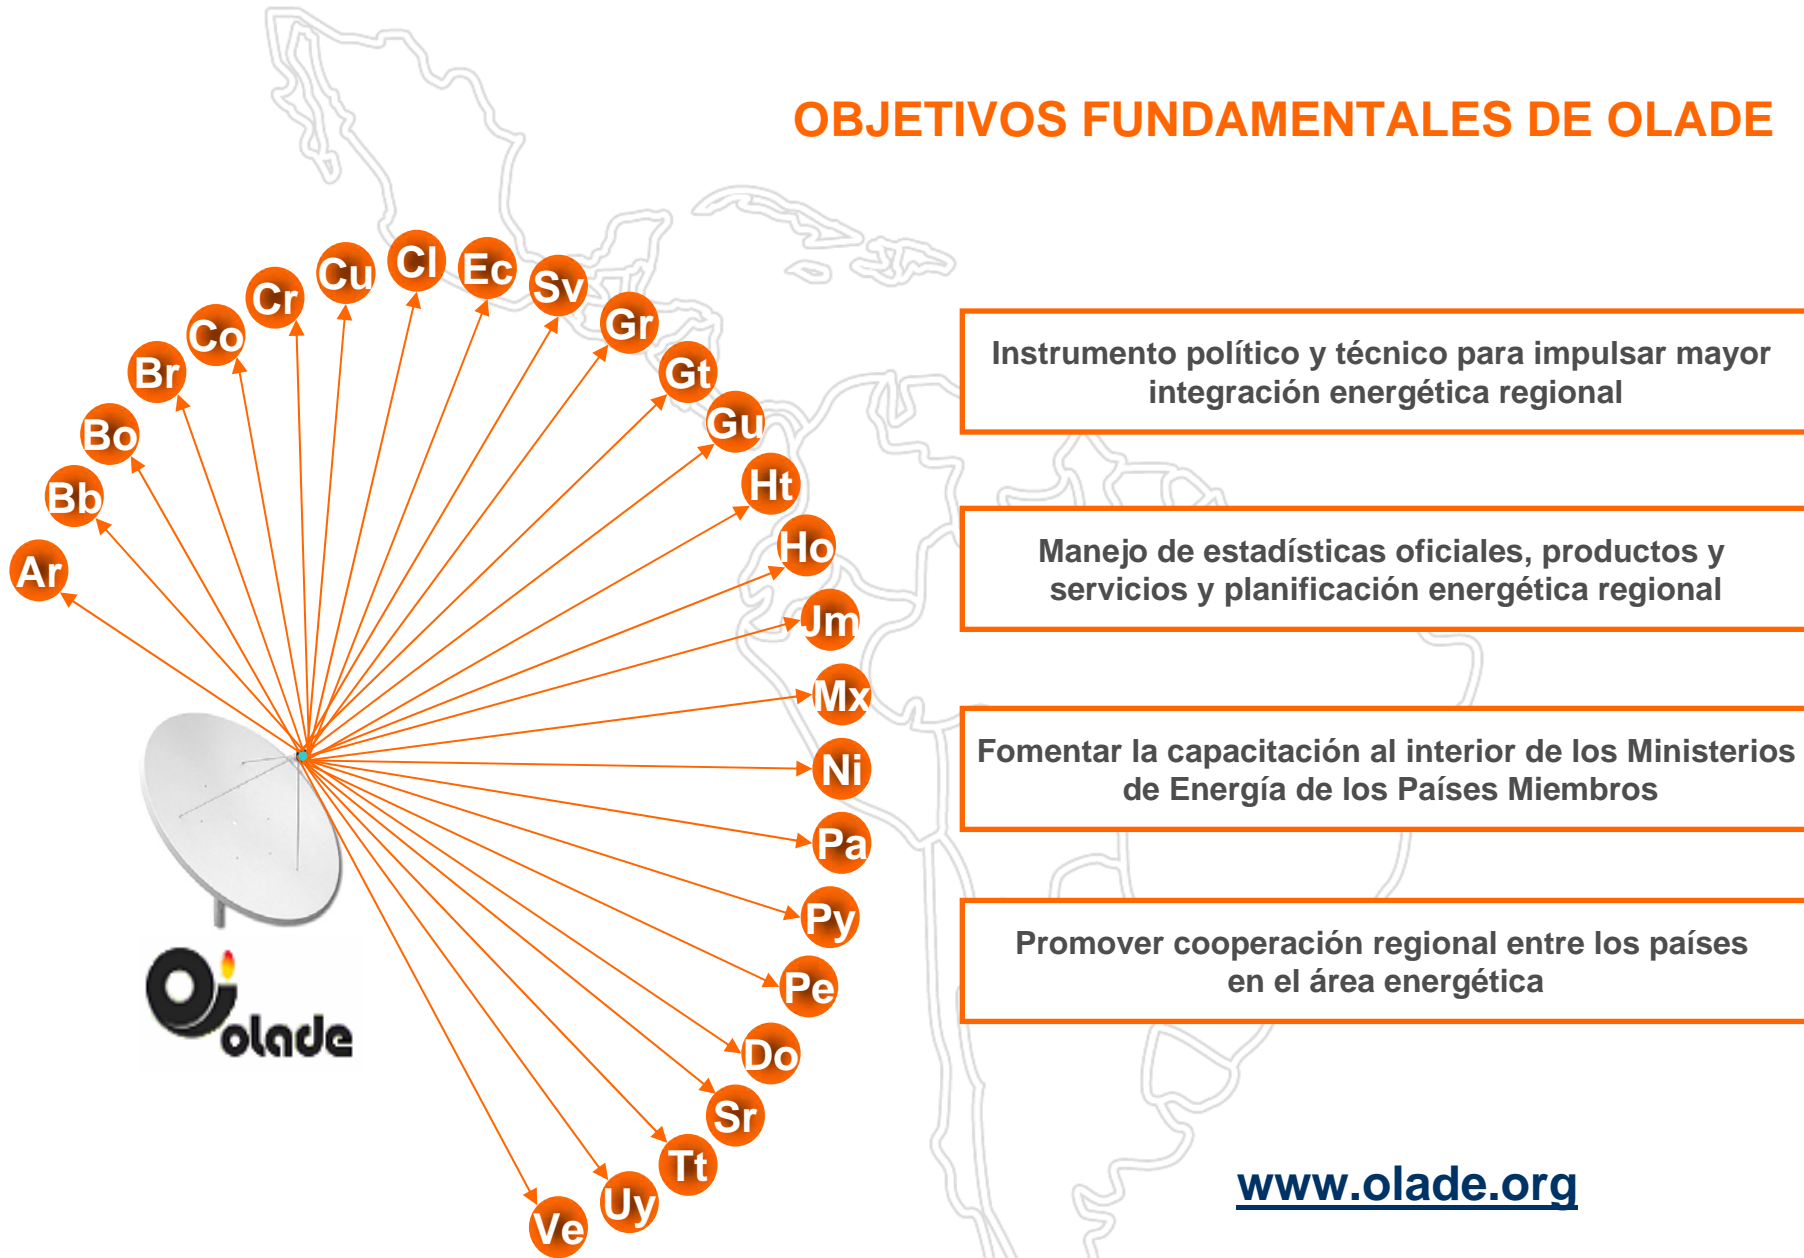 OBJETIVOS FUNDAMENTALES DE OLADE
Ar
Bb
Bo
Br
Co
Cr
Cu
Cl
Ec
Sv
Gr
Gt
Gu
Ht
Ho
Jm
Mx
Ni
Pa
Py
Pe
Do
Sr
Tt
Uy
Ve
olade
Instrumento político y técnico para impulsar mayor
integración energética regional
Manejo de estadísticas oficiales, productos y
servicios y planificación energética regional
Fomentar la capacitación al interior de los Ministerios
de Energía de los Países Miembros
Promover cooperación regional entre los países
en el área energética
www.olade.org